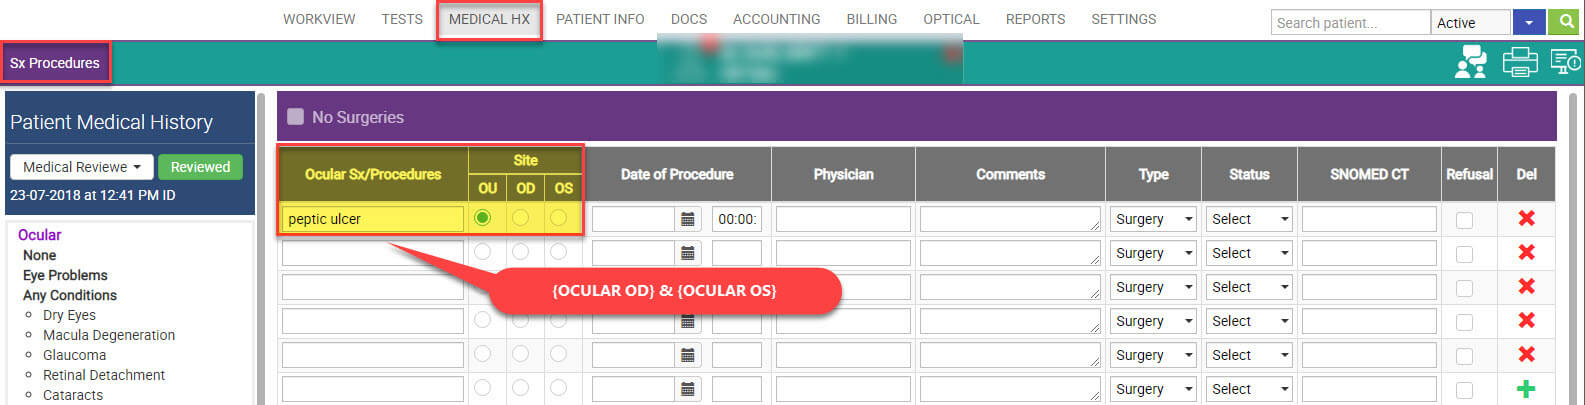 WORKVIEW TESTS MEDICAL HX PATIENT INFO DOCS ACCOUNTING BILLING OPTICAL REPORTS SETTINGS Search patient... Active
Sx Procedures
Patient Medical History
Medical Reviewe Reviewed
23-07-2018 at 12:41 PM ID
Ocular
None
Eye Problems
Any Conditions
Dry Eyes
Macula Degeneration
Glaucoma
Retinal Detachment
Cataracts
No Surgeries
Ocular Sx/Procedures Site Date of Procedure Physician Comments Type Status SNOMED CT Refusal Del
OU OD OS
peptic ulcer 00:00: Surgery Select
Surgery Select
{OCULAR OD} & {OCULAR OS} Surgery Select
Surgery Select
Surgery Select
Surgery Select